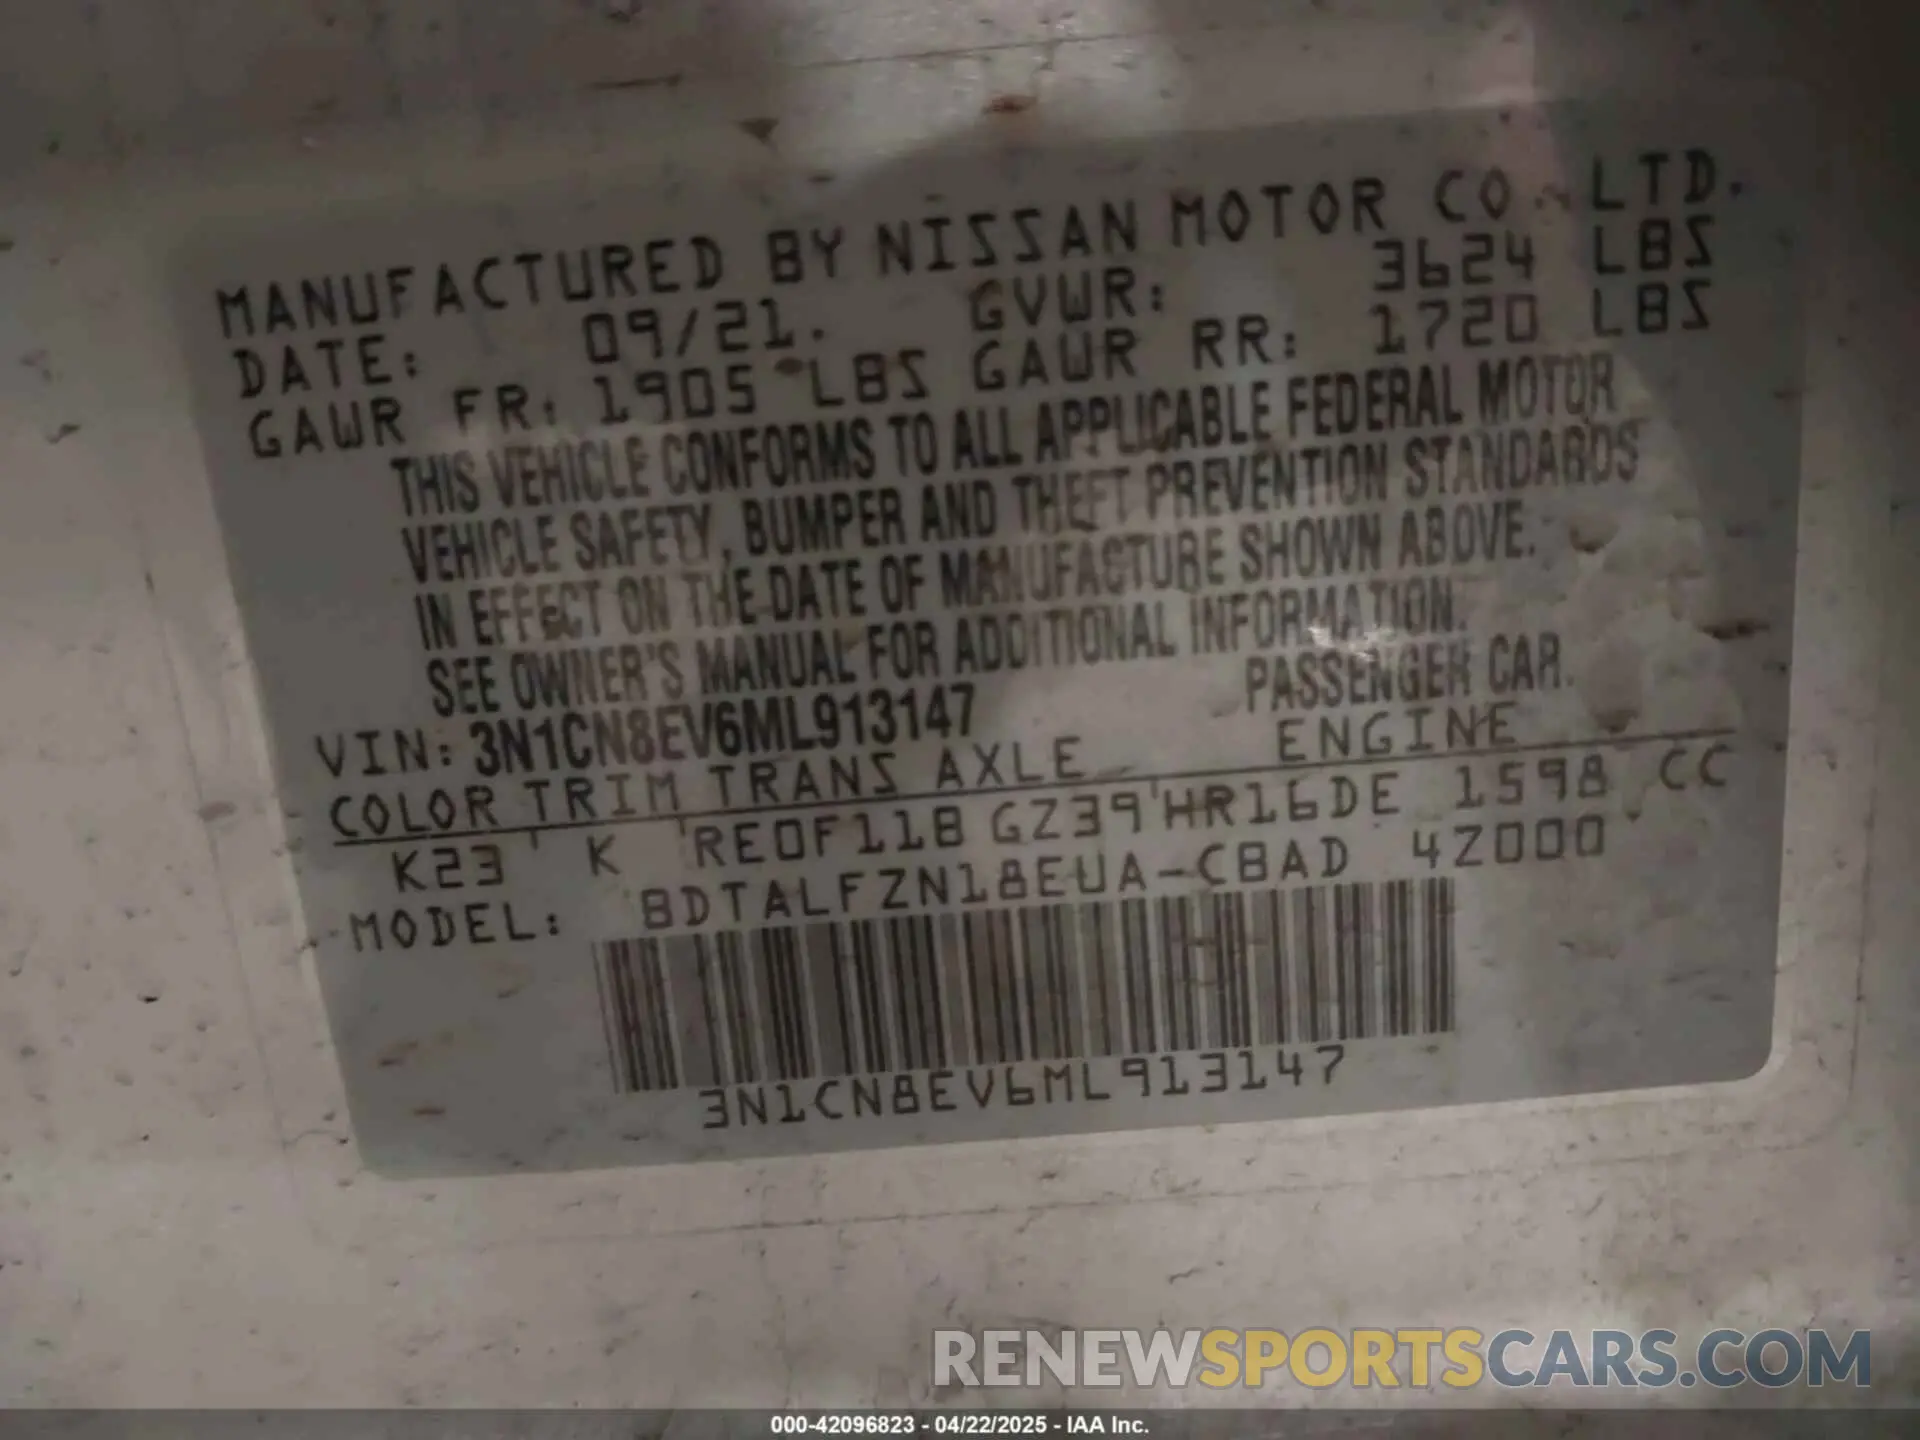 MANUFACTURED BY NISSAN MOTOR CO., LTD.
DATE: 09/21. GVWR: 3624 LBS
GAWR FR: 1905 LBS GAWR RR: 1720 LBS
THIS VEHICLE CONFORMS TO ALL APPLICABLE FEDERAL MOTOR
VEHICLE SAFETY, BUMPER AND THEFT PREVENTION STANDARDS
IN EFFECT ON THE DATE OF MANUFACTURE SHOWN ABOVE.
SEE OWNER'S MANUAL FOR ADDITIONAL INFORMATION.
VIN: 3N1CN8EV6ML913147 PASSENGER CAR.
COLOR TRIM TRANS AXLE ENGINE
K23 K RE0F11B GZ39 HR16DE 1598 CC
MODEL: BDTALFZN18EUA-CBAD 4Z000
3N1CN8EV6ML913147
RENEWSPORTSCARS.COM
000-42096823 - 04/22/2025 - IAA Inc.